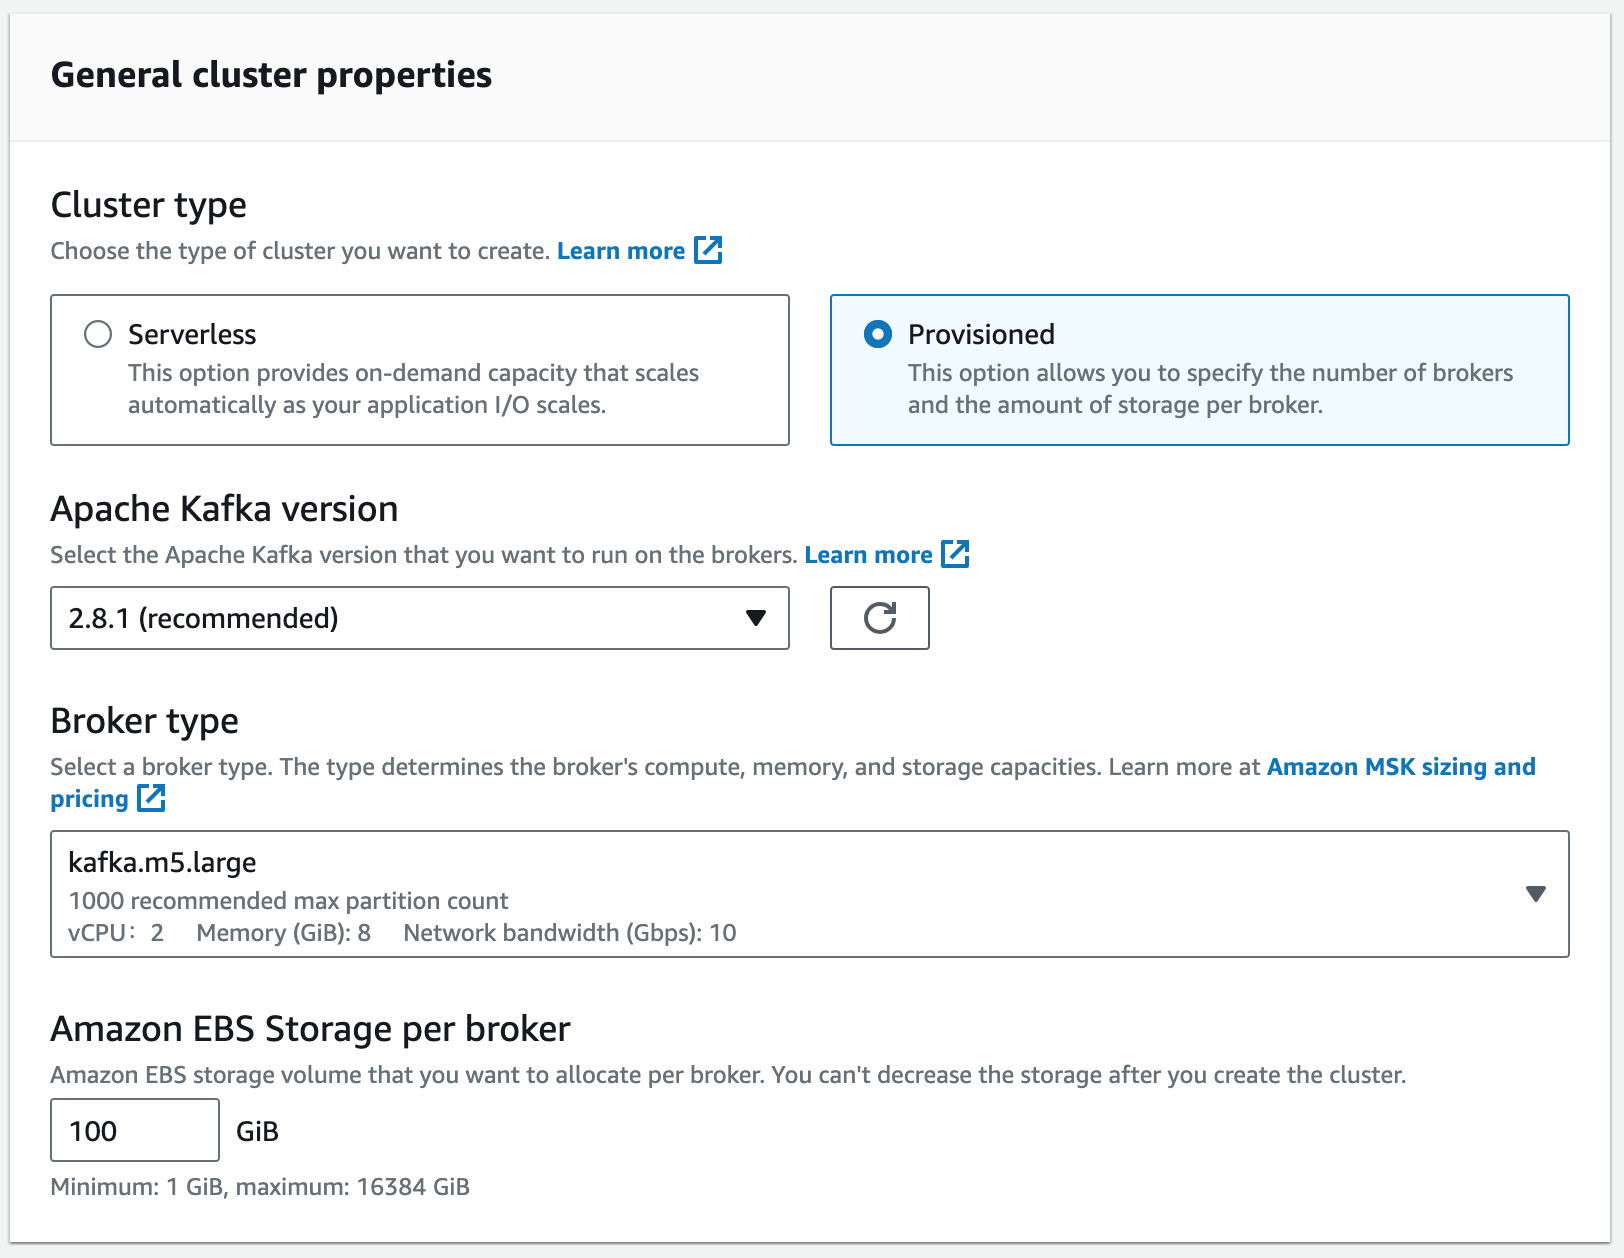 General cluster properties
Cluster type
Choose the type of cluster you want to create. Learn more
Serverless
This option provides on-demand capacity that scales
automatically as your application I/O scales.
Provisioned
This option allows you to specify the number of brokers
and the amount of storage per broker.
Apache Kafka version
Select the Apache Kafka version that you want to run on the brokers. Learn more
2.8.1 (recommended)
Broker type
Select a broker type. The type determines the broker's compute, memory, and storage capacities. Learn more at Amazon MSK sizing and
pricing
kafka.m5.large
1000 recommended max partition count
vCPU: 2 Memory (GiB): 8 Network bandwidth (Gbps): 10
Amazon EBS Storage per broker
Amazon EBS storage volume that you want to allocate per broker. You can't decrease the storage after you create the cluster.
100 GiB
Minimum: 1 GiB, maximum: 16384 GiB